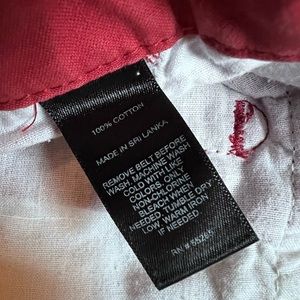 100% COTTON
MADE IN SRI LANKA
REMOVE BELT BEFORE
WASH. MACHINE WASH
COLD WITH LIKE
COLORS. ONLY
NON-CHLORINE
BLEACH WHEN
NEEDED. TUMBLE DRY
LOW. WARM IRON
IF NEEDED.
RN # 55285